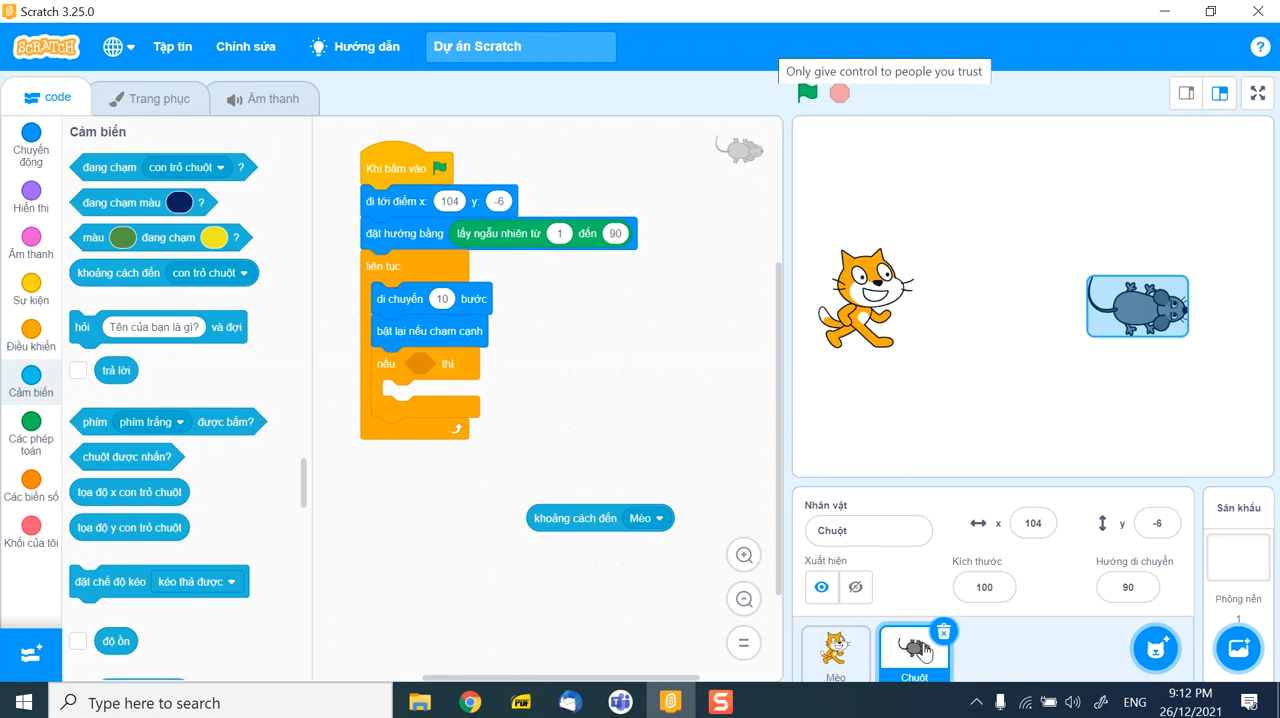 Scratch 3.25.0
SCRATCH
Tập tin
Chỉnh sửa
Hướng dẫn
Dự án Scratch
?
Only give control to people you trust
code
Trang phục
Âm thanh
Chuyển động
Hiển thị
Âm thanh
Sự kiện
Điều khiển
Cảm biến
Các phép toán
Các biến số
Khối của tôi
Cảm biến
đang chạm con trỏ chuột ?
đang chạm màu ?
màu đang chạm ?
khoảng cách đến con trỏ chuột
hỏi Tên của bạn là gì? và đợi
trả lời
phím phím trắng được bấm?
chuột được nhấn?
tọa độ x con trỏ chuột
tọa độ y con trỏ chuột
đặt chế độ kéo kéo thả được
độ ồn
Khi bấm vào
đi tới điểm x: 104 y: -6
đặt hướng bằng lấy ngẫu nhiên từ 1 đến 90
liên tục
di chuyển 10 bước
bật lại nếu chạm cạnh
nếu thì
khoảng cách đến Mèo
Nhân vật
Chuột
x 104 y -6
Xuất hiện
Kích thước
100
Hướng di chuyển
90
Mèo
Chuột
Sân khấu
Phông nền
1
Type here to search
PDF
S
ENG
9:12 PM
26/12/2021